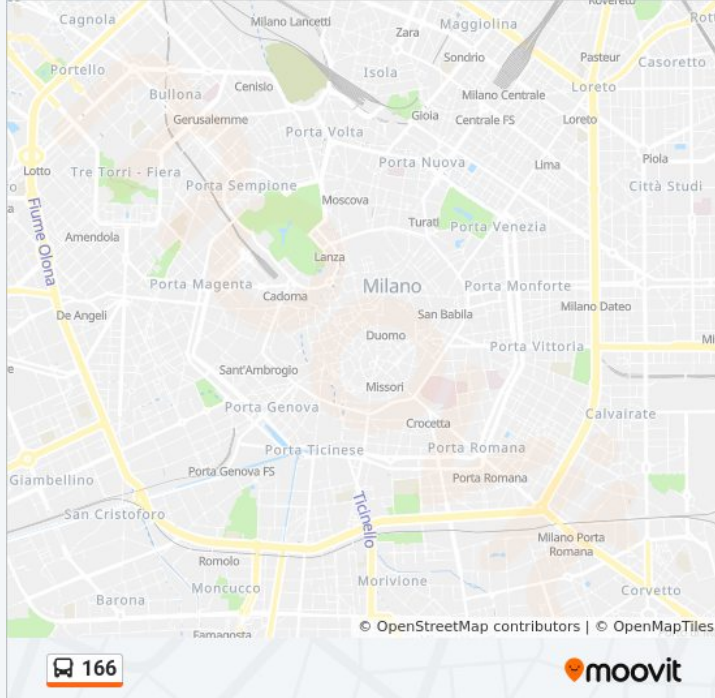 Rovereto
Cagnola
Milano Lancetti
Maggiolina
Zara
Sondrio
Pasteur
Casoretto
Portello
Isola
Bullona
Cenisio
Milano Centrale
Loreto
Gerusalemme
Gioia
Centrale FS
Loreto
Porta Volta
Lotto
Tre Torri - Fiera
Porta Nuova
Lima
Piola
Porta Sempione
Città Studi
Moscova
Fiume Olona
Turati
Porta Venezia
Amendola
Lanza
Porta Magenta
Milano
Porta Monforte
Cadorna
De Angeli
San Babila
Milano Dateo
Duomo
Porta Vittoria
Sant'Ambrogio
Missori
Porta Genova
Crocetta
Calvairate
Porta Ticinese
Porta Romana
Giambellino
Porta Genova FS
Porta Romana
San Cristoforo
Ticinello
Milano Porta
Romana
Romolo
Morivione
Moncucco
Corvetto
Barona
Famagosta
© OpenStreetMap contributors | © OpenMapTiles
166
moovit